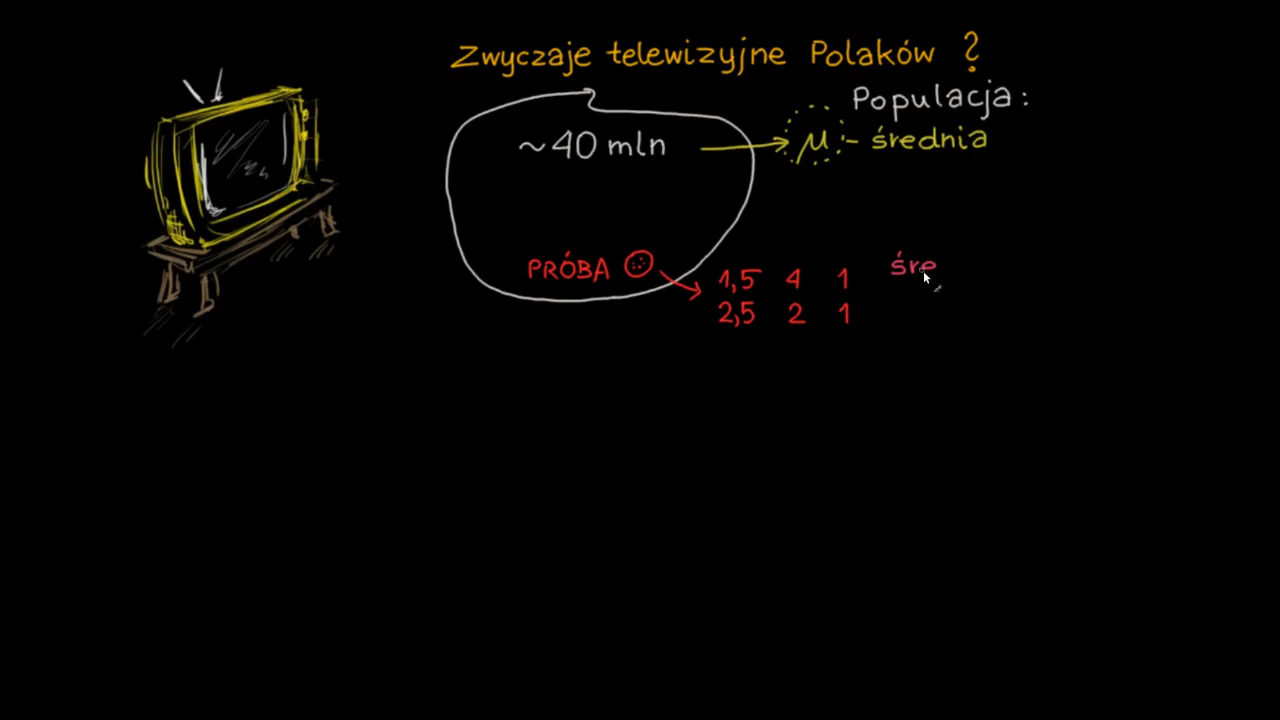 Zwyczaje telewizyjne Polaków ?
Populacja:
~40 mln
μ - średnia
PRÓBA
1,5 4 1
2,5 2 1
śre